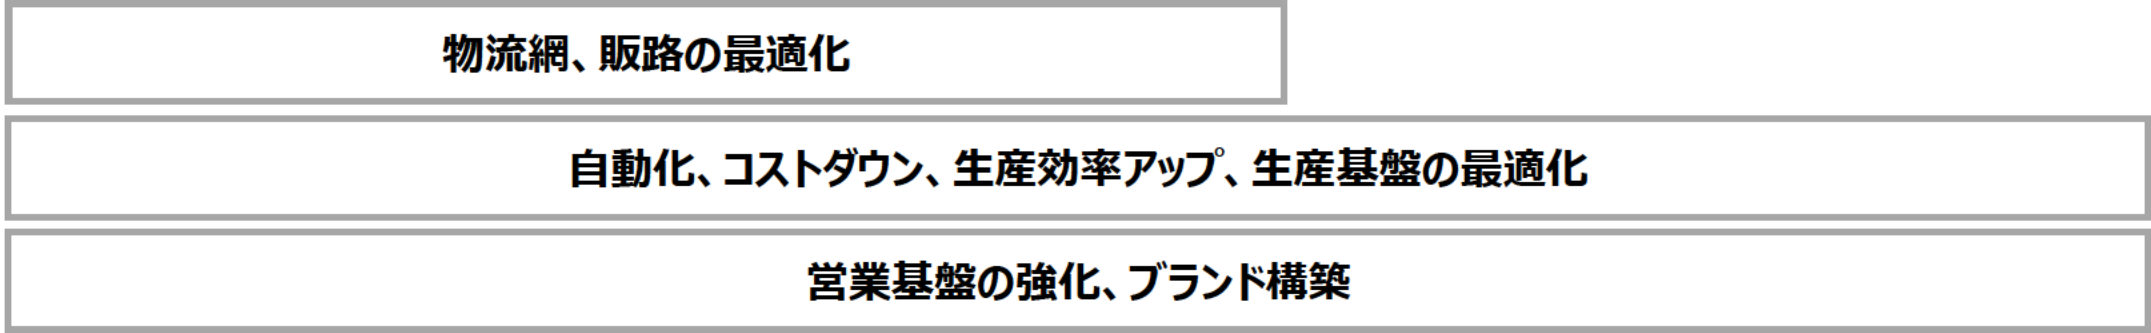 物流網、販路の最適化
自動化、コストダウン、生産効率アップ、生産基盤の最適化
営業基盤の強化、ブランド構築